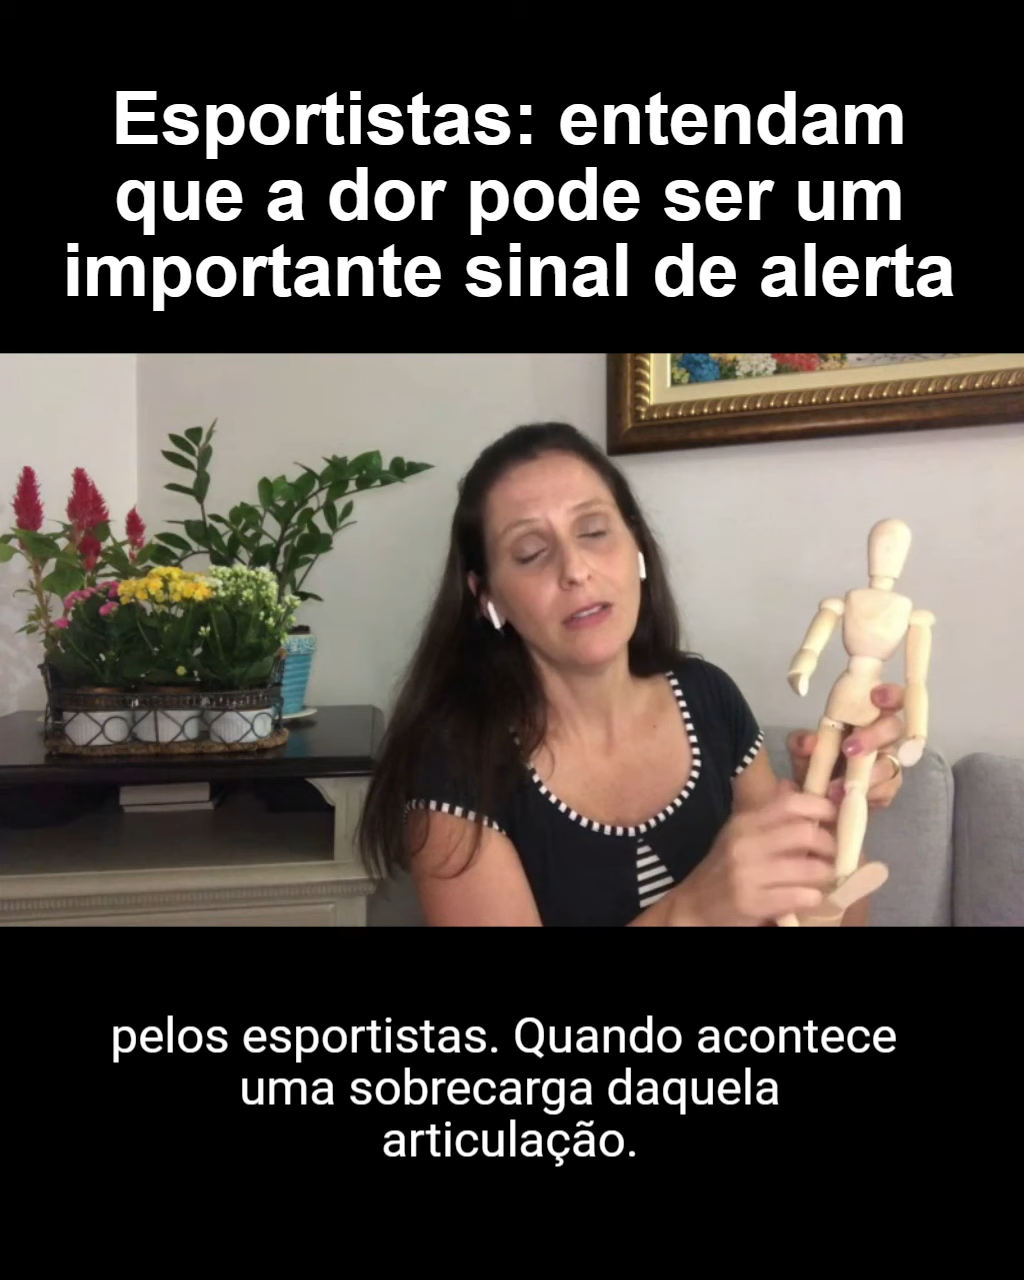 Esportistas: entendam
que a dor pode ser um
importante sinal de alerta
pelos esportistas. Quando acontece
uma sobrecarga daquela
articulação.